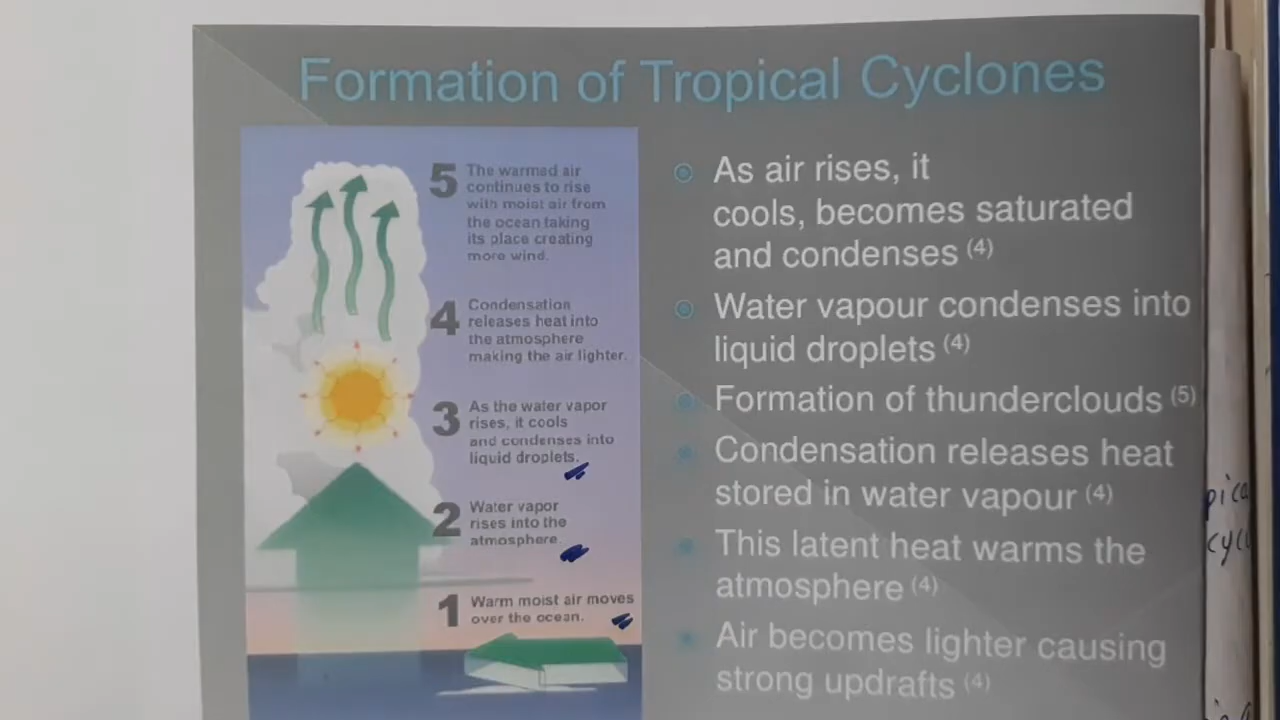 Formation of Tropical Cyclones
5 The warmed air
continues to rise
with moist air from
the ocean taking
its place creating
more wind.
4 Condensation
releases heat into
the atmosphere
making the air lighter.
3 As the water vapor
rises, it cools
and condenses into
liquid droplets.
2 Water vapor
rises into the
atmosphere.
1 Warm moist air moves
over the ocean.
As air rises, it
cools, becomes saturated
and condenses (4)
Water vapour condenses into
liquid droplets (4)
Formation of thunderclouds (5)
Condensation releases heat
stored in water vapour (4)
This latent heat warms the
atmosphere (4)
Air becomes lighter causing
strong updrafts (4)